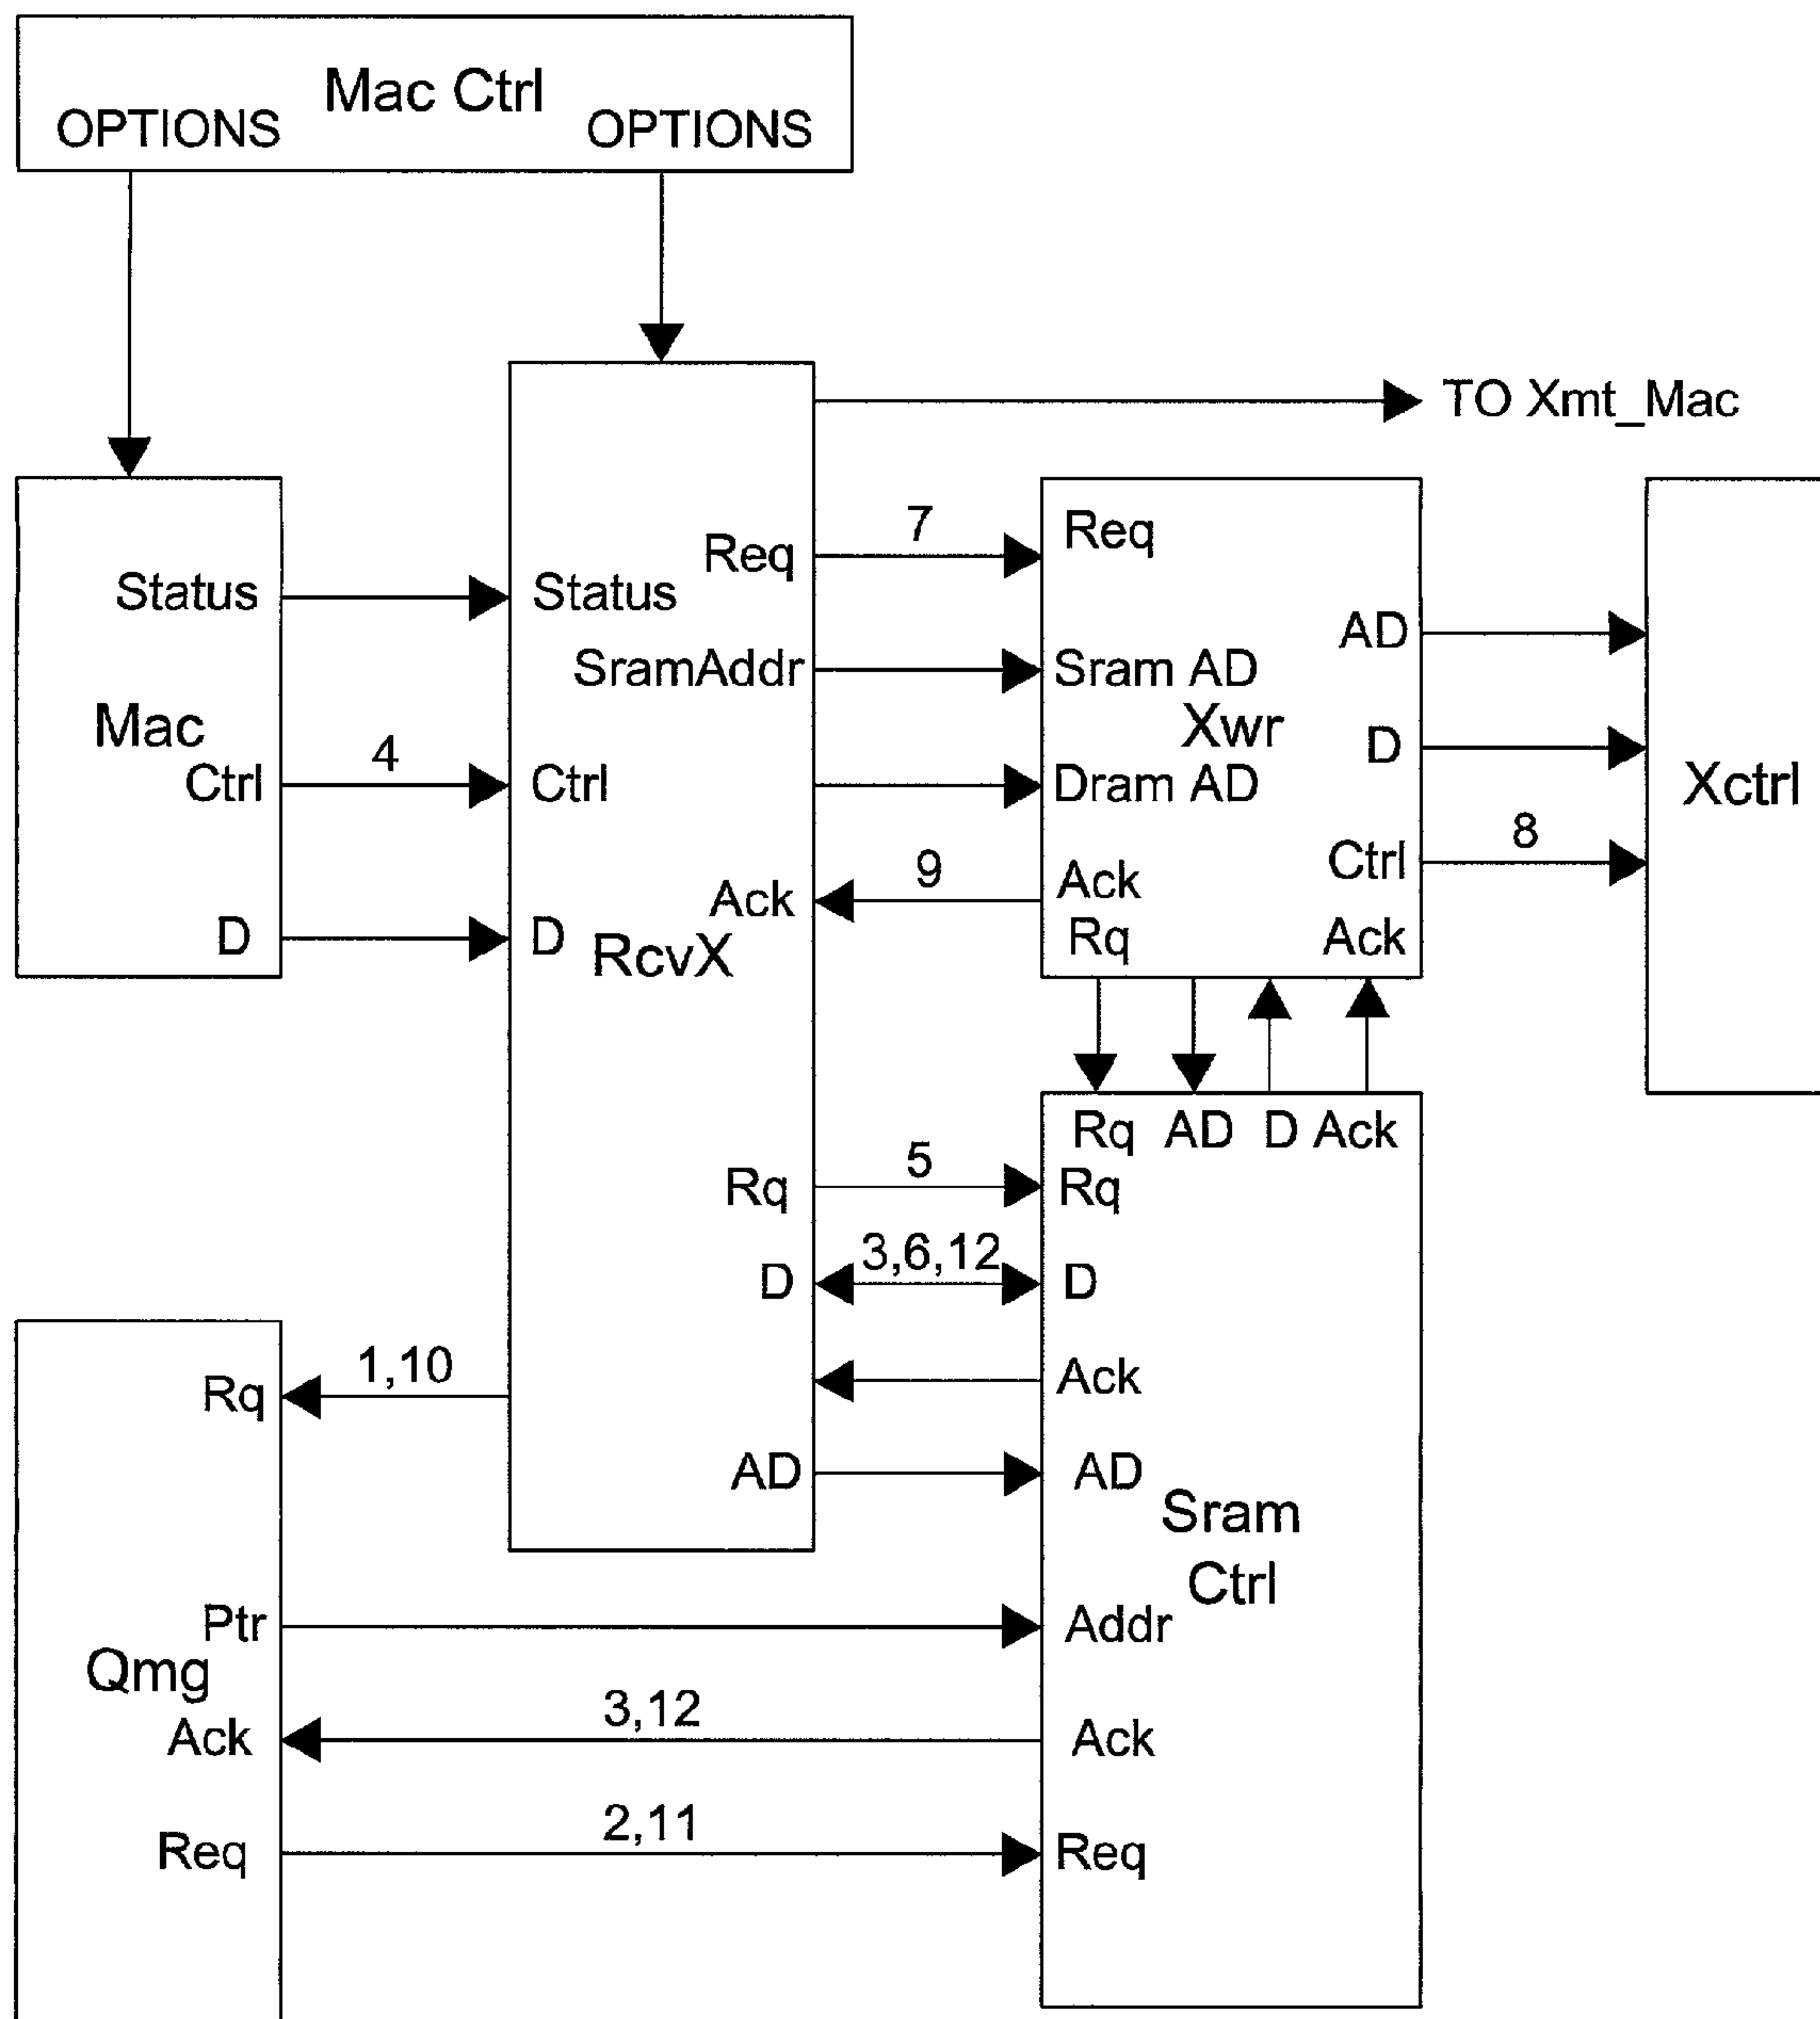 Mac Ctrl
OPTIONS OPTIONS
TO Xmt_Mac
7
Req Req
Status Status
AD
SramAddr Sram AD
Mac Xwr
D
4
Ctrl Ctrl Dram AD
Xctrl
8
9
Ctrl
Ack Ack
D D Rq Ack
RcvX
Rq AD D Ack
5
Rq Rq
3,6,12
D D
1,10
Rq Ack
AD AD
Sram
Ctrl
Ptr Addr
Qmg
3,12
Ack Ack
2,11
Req Req